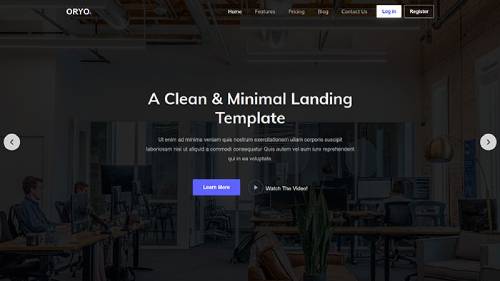 ORYO.
Home Features Pricing Blog Contact Us Log in Register
A Clean & Minimal Landing
Template
Ut enim ad minima veniam quis nostrum exercitationem ullam corporis suscipit
laboriosam nisi ut aliquid a commodi consequatur Quis autem vel eum iure reprehenderit
qui in ea voluptate.
Learn More Watch The Video!